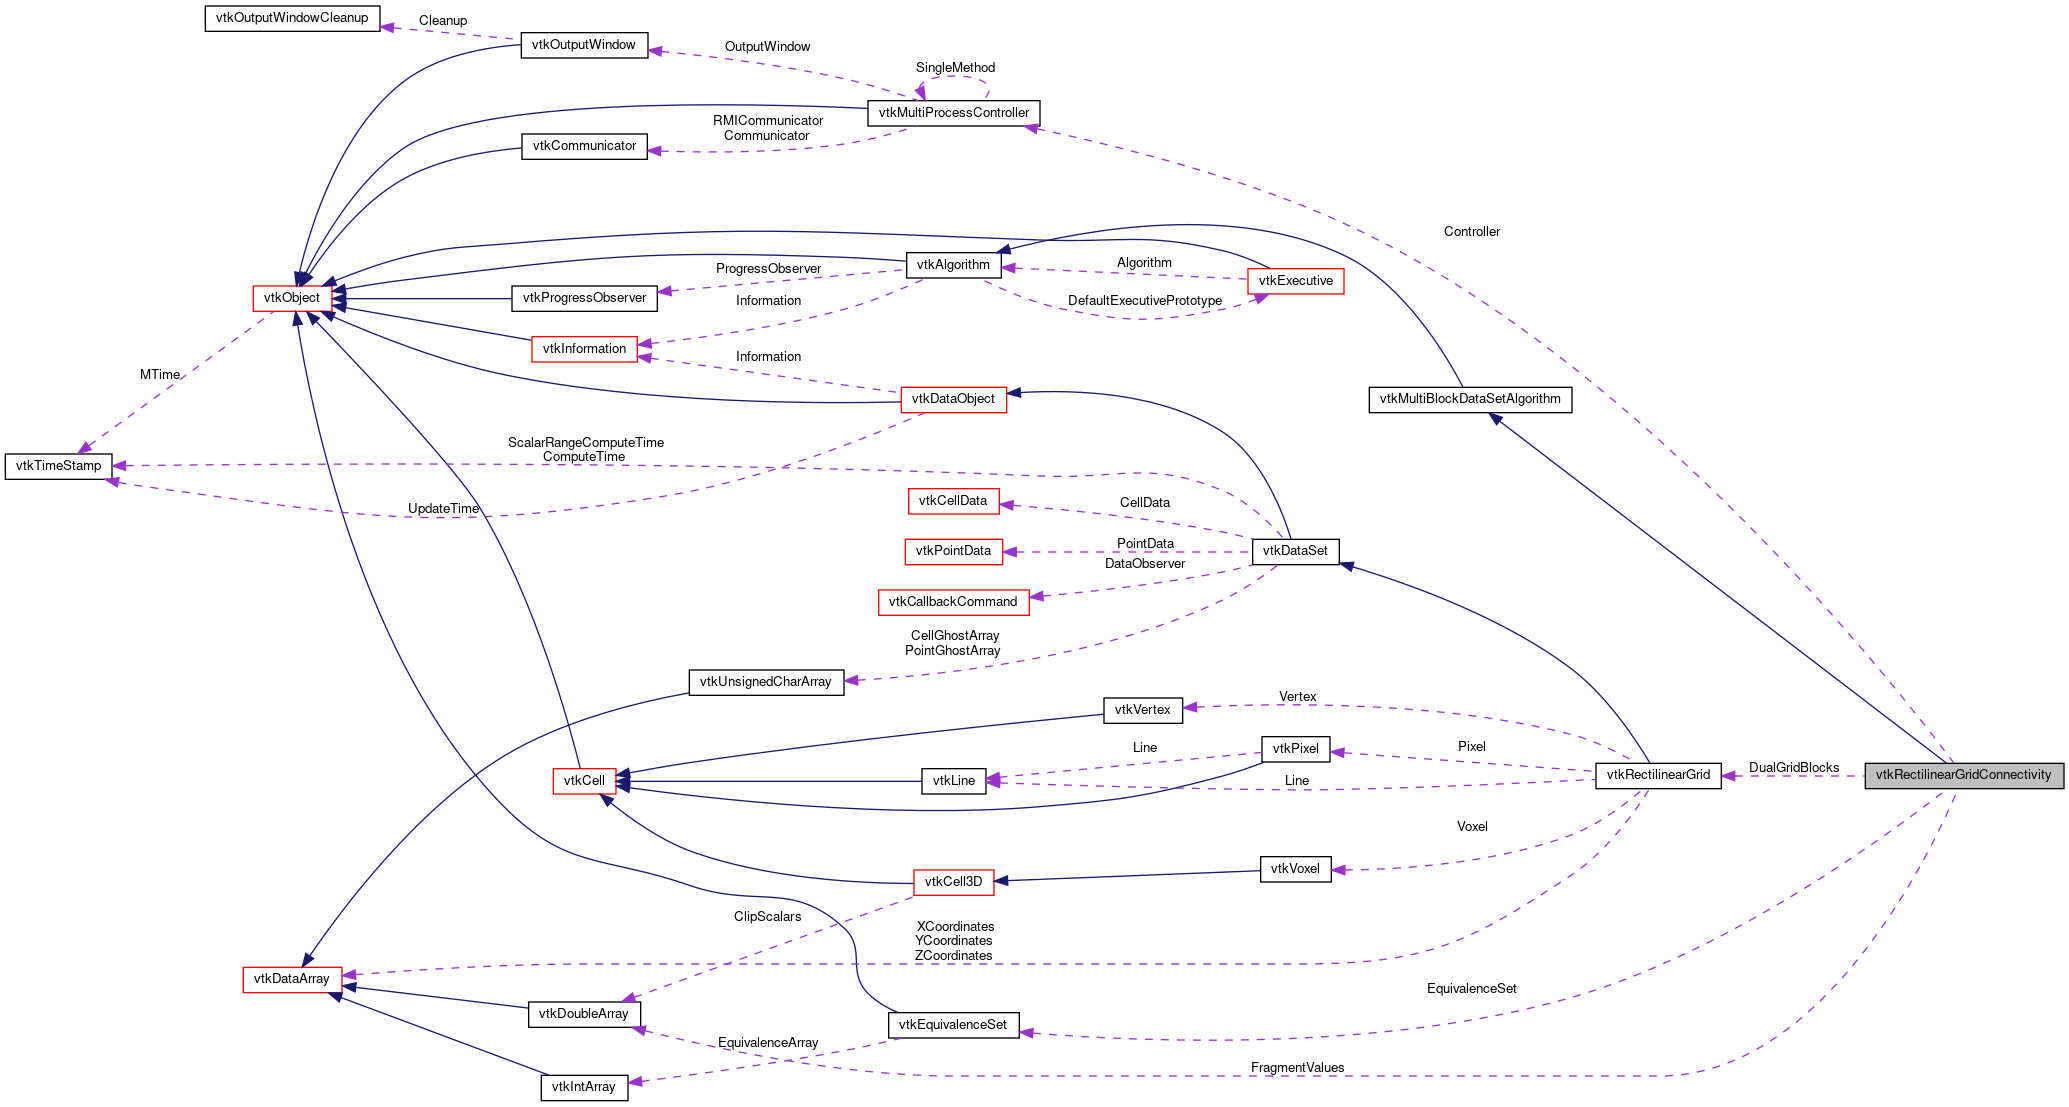 vtkOutputWindowCleanup
Cleanup
vtkOutputWindow
OutputWindow
SingleMethod
vtkMultiProcessController
RMICommunicator
Communicator
vtkCommunicator
Controller
vtkAlgorithm
Algorithm
ProgressObserver
vtkExecutive
vtkObject
vtkProgressObserver
Information
DefaultExecutivePrototype
vtkInformation
Information
MTime
vtkDataObject
vtkMultiBlockDataSetAlgorithm
ScalarRangeComputeTime
ComputeTime
vtkTimeStamp
UpdateTime
vtkCellData
CellData
vtkPointData
PointData
vtkDataSet
DataObserver
vtkCallbackCommand
CellGhostArray
PointGhostArray
vtkUnsignedCharArray
Vertex
vtkVertex
Line
vtkPixel
Pixel
DualGridBlocks
vtkCell
vtkLine
Line
vtkRectilinearGrid
vtkRectilinearGridConnectivity
Voxel
vtkVoxel
vtkCell3D
ClipScalars
XCoordinates
YCoordinates
ZCoordinates
vtkDataArray
EquivalenceSet
vtkDoubleArray
vtkEquivalenceSet
EquivalenceArray
FragmentValues
vtkIntArray